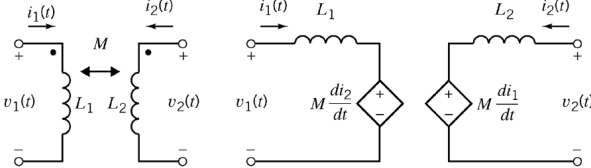 i₁(t) i₂(t) i₁(t) L₁ L₂ i₂(t)
M
+ + + +
v₁(t) L₁ L₂ v₂(t) v₁(t) M di₂/dt + − + − M di₁/dt v₂(t)
− − − −